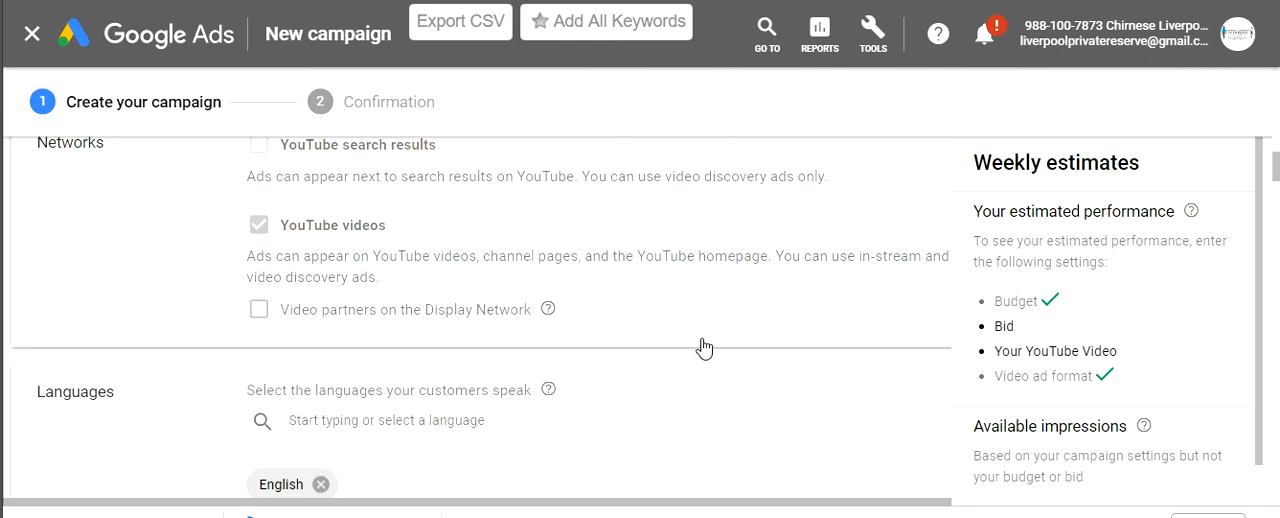 Google Ads
New campaign
Export CSV
Add All Keywords
GO TO
REPORTS
TOOLS
988-100-7873 Chirnese Liverpo...
liverpoolprivatereserve@gmail.c...
1 Create your campaign
2 Confirmation
Networks
YouTube search results
Ads can appear next to search results on YouTube. You can use video discovery ads only.
YouTube videos
Ads can appear on YouTube videos, channel pages, and the YouTube homepage. You can use in-stream and
video discovery ads.
Video partners on the Display Network
Languages
Select the languages your customers speak
Start typing or select a language
English
Weekly estimates
Your estimated performance
To see your estimated performance, enter
the following settings:
Budget
Bid
Your YouTube Video
Video ad format
Available impressions
Based on your campaign settings but not
your budget or bid